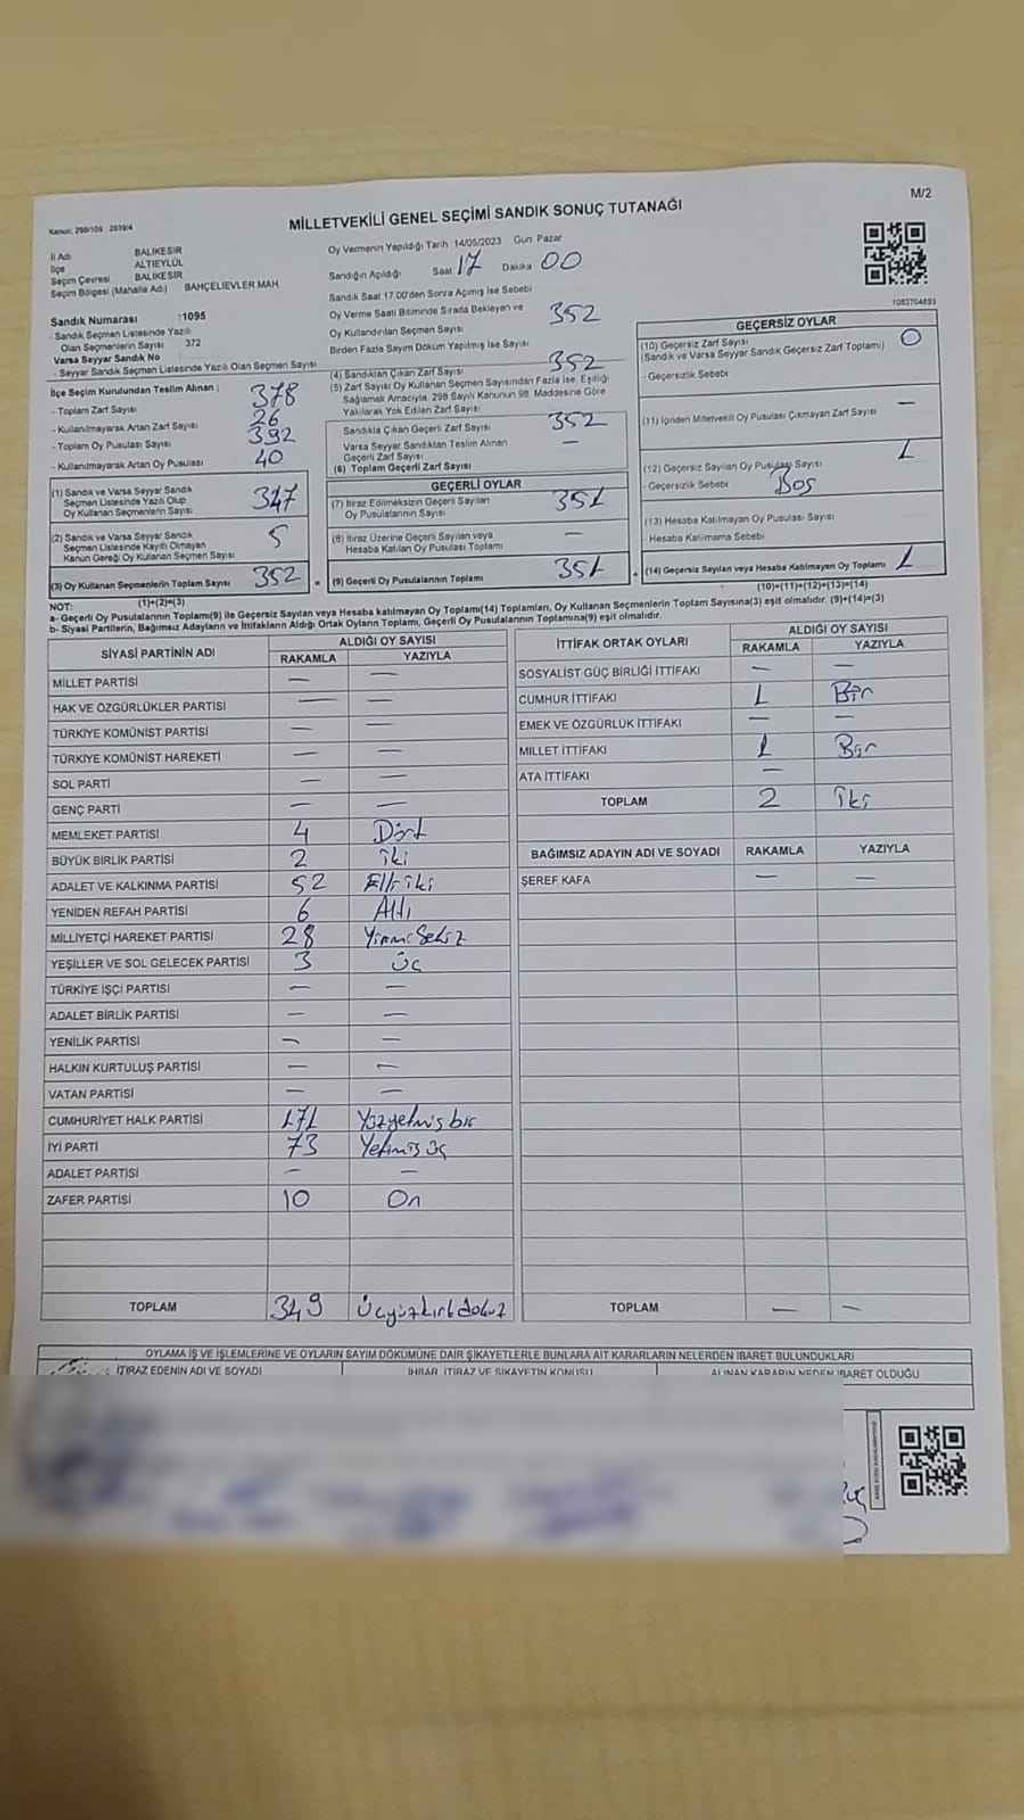 M/2
MİLLETVEKİLİ GENEL SEÇİMİ SANDIK SONUÇ TUTANAĞI
İl Adı BALIKESİR
İlçe ALTIEYLÜL
Seçim Çevresi BALIKESİR
Seçim Bölgesi (Mahalle Adı) BAHÇELİEVLER MAH.
Oy Vermenin Yapıldığı Tarih 14/05/2023 Gün Pazar
Sandığın Açıldığı Saat 17 Dakika 00
Sandık Saat 17.00'den Sonra Açılmış İse Sebebi
Oy Verme Saati Bitiminde Sırada Bekleyen ve
Oy Kullandırılan Seçmen Sayısı 352
Birden Fazla Sayım Döküm Yapılmış İse Sayısı
Sandık Numarası :1095
Sandık Seçmen Listesinde Yazılı
Olan Seçmenlerin Sayısı 372
Varsa Seyyar Sandık No
- Seyyar Sandık Seçmen Listesinde Yazılı Olan Seçmen Sayısı
İlçe Seçim Kurulundan Teslim Alınan :
- Toplam Zarf Sayısı 378
- Kullanılmayarak Artan Zarf Sayısı 26
- Toplam Oy Pusulası Sayısı 392
- Kullanılmayarak Artan Oy Pusulası 40
(1) Sandık ve Varsa Seyyar Sandık
Seçmen Listesinde Yazılı Olup
Oy Kullanan Seçmenlerin Sayısı 347
(2) Sandık ve Varsa Seyyar Sandık
Seçmen Listesinde Kayıtlı Olmayan
Kanun Gereği Oy Kullanan Seçmen Sayısı 5
(3) Oy Kullanan Seçmenlerin Toplam Sayısı 352
(1)+(2)=(3)
(4) Sandıktan Çıkan Zarf Sayısı 352
(5) Zarf Sayısı Oy Kullanan Seçmen Sayısından Fazla İse, Eşitliği
Sağlamak Amacıyla, 298 Sayılı Kanunun 98. Maddesine Göre
Yakılarak Yok Edilen Zarf Sayısı
Sandıkta Çıkan Geçerli Zarf Sayısı 352
Varsa Seyyar Sandıktan Teslim Alınan
Geçerli Zarf Sayısı —
(6) Toplam Geçerli Zarf Sayısı
GEÇERLİ OYLAR
(7) İtiraz Edilmeksizin Geçerli Sayılan
Oy Pusulalarının Sayısı 351
(8) İtiraz Üzerine Geçerli Sayılan veya
Hesaba Katılan Oy Pusulası Toplamı —
(9) Geçerli Oy Pusulalarının Toplamı 351
1083704893
GEÇERSİZ OYLAR
(10) Geçersiz Zarf Sayısı 0
(Sandık ve Varsa Seyyar Sandık Geçersiz Zarf Toplamı)
- Geçersizlik Sebebi
(11) İçinden Milletvekili Oy Pusulası Çıkmayan Zarf Sayısı —
(12) Geçersiz Sayılan Oy Pusulası Sayısı 1
- Geçersizlik Sebebi Boş
(13) Hesaba Katılmayan Oy Pusulası Sayısı
- Hesaba Katılmama Sebebi
(14) Geçersiz Sayılan veya Hesaba Katılmayan Oy Toplamı 1
(10)+(11)+(12)+(13)=(14)
NOT:
a- Geçerli Oy Pusulalarının Toplamı(9) ile Geçersiz Sayılan veya Hesaba katılmayan Oy Toplamı(14) Toplamları, Oy Kullanan Seçmenlerin Toplam Sayısına(3) eşit olmalıdır. (9)+(14)=(3)
b- Siyasi Partilerin, Bağımsız Adayların ve İttifakların Aldığı Ortak Oyların Toplamı, Geçerli Oy Pusulalarının Toplamına(9) eşit olmalıdır.
SİYASİ PARTİNİN ADI ALDIĞI OY SAYISI
RAKAMLA YAZIYLA
MİLLET PARTİSİ — —
HAK VE ÖZGÜRLÜKLER PARTİSİ — —
TÜRKİYE KOMÜNİST PARTİSİ — —
TÜRKİYE KOMÜNİST HAREKETİ — —
SOL PARTİ — —
GENÇ PARTİ — —
MEMLEKET PARTİSİ 4 Dört
BÜYÜK BİRLİK PARTİSİ 2 iki
ADALET VE KALKINMA PARTİSİ 52 Elli iki
YENİDEN REFAH PARTİSİ 6 Altı
MİLLİYETÇİ HAREKET PARTİSİ 28 Yirmi Sekiz
YEŞİLLER VE SOL GELECEK PARTİSİ 3 Üç
TÜRKİYE İŞÇİ PARTİSİ — —
ADALET BİRLİK PARTİSİ — —
YENİLİK PARTİSİ — —
HALKIN KURTULUŞ PARTİSİ — —
VATAN PARTİSİ — —
CUMHURİYET HALK PARTİSİ 171 Yüzyetmiş bir
İYİ PARTİ 73 Yetmiş üç
ADALET PARTİSİ — —
ZAFER PARTİSİ 10 On
TOPLAM 349 Üçyüzkırkdokuz
İTTİFAK ORTAK OYLARI ALDIĞI OY SAYISI
RAKAMLA YAZIYLA
SOSYALİST GÜÇ BİRLİĞİ İTTİFAKI — —
CUMHUR İTTİFAKI 1 Bir
EMEK VE ÖZGÜRLÜK İTTİFAKI — —
MİLLET İTTİFAKI 1 Bir
ATA İTTİFAKI —
TOPLAM 2 iki
BAĞIMSIZ ADAYIN ADI VE SOYADI RAKAMLA YAZIYLA
ŞEREF KAFA — —
TOPLAM — —
OYLAMA İŞ VE İŞLEMLERİNE VE OYLARIN SAYIM DÖKÜMÜNE DAİR ŞİKAYETLERLE BUNLARA AİT KARARLARIN NELERDEN İBARET BULUNDUKLARI
İTİRAZ EDENİN ADI VE SOYADI İHBAR, İTİRAZ VE ŞİKAYETİN KONUSU ALINAN KARARIN NEDEN İBARET OLDUĞU